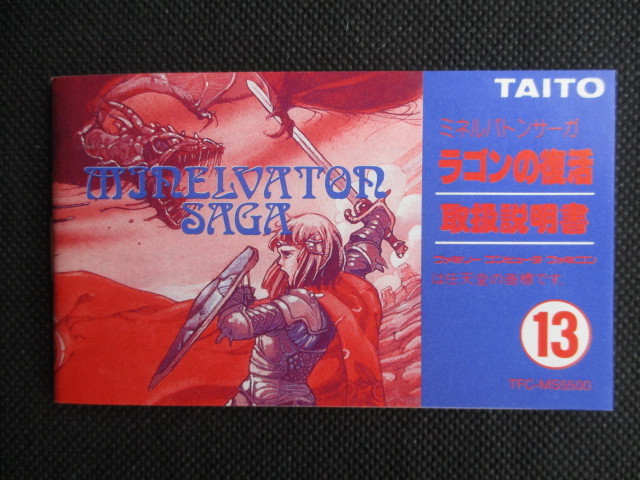 MINELVATON
SAGA
TAITO
ミネルバトンサーガ
ラゴンの復活
取扱説明書
ファミリーコンピュータ・ファミコン
は任天堂の商標です。
13
TFC-MS5500